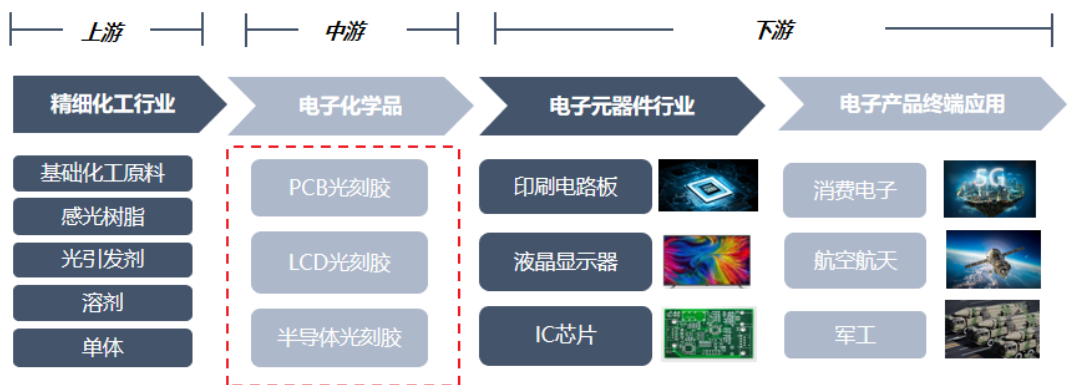 上游
中游
下游
精细化工行业
电子化学品
电子元器件行业
电子产品终端应用
基础化工原料
感光树脂
光引发剂
溶剂
单体
PCB光刻胶
LCD光刻胶
半导体光刻胶
印刷电路板
液晶显示器
IC芯片
消费电子
航空航天
军工
5G